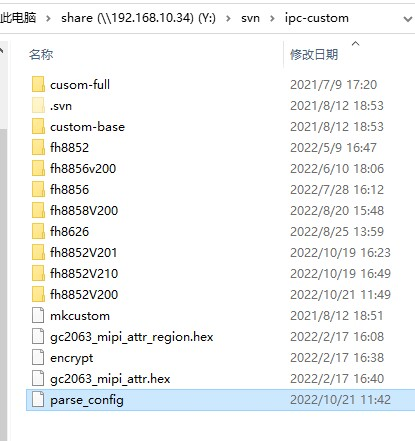 此电脑 > share (\\192.168.10.34) (Y:) > svn > ipc-custom
名称 修改日期
cusom-full 2021/7/9 17:20
.svn 2021/8/12 18:53
custom-base 2021/8/12 18:53
fh8852 2022/5/9 16:47
fh8856v200 2022/6/10 18:06
fh8856 2022/7/28 16:12
fh8858V200 2022/8/20 15:48
fh8626 2022/8/25 13:59
fh8852V201 2022/10/19 16:23
fh8852V210 2022/10/19 16:49
fh8852V200 2022/10/21 11:49
mkcustom 2021/8/12 18:51
gc2063_mipi_attr_region.hex 2022/2/17 16:08
encrypt 2022/2/17 16:38
gc2063_mipi_attr.hex 2022/2/17 16:40
parse_config 2022/10/21 11:42